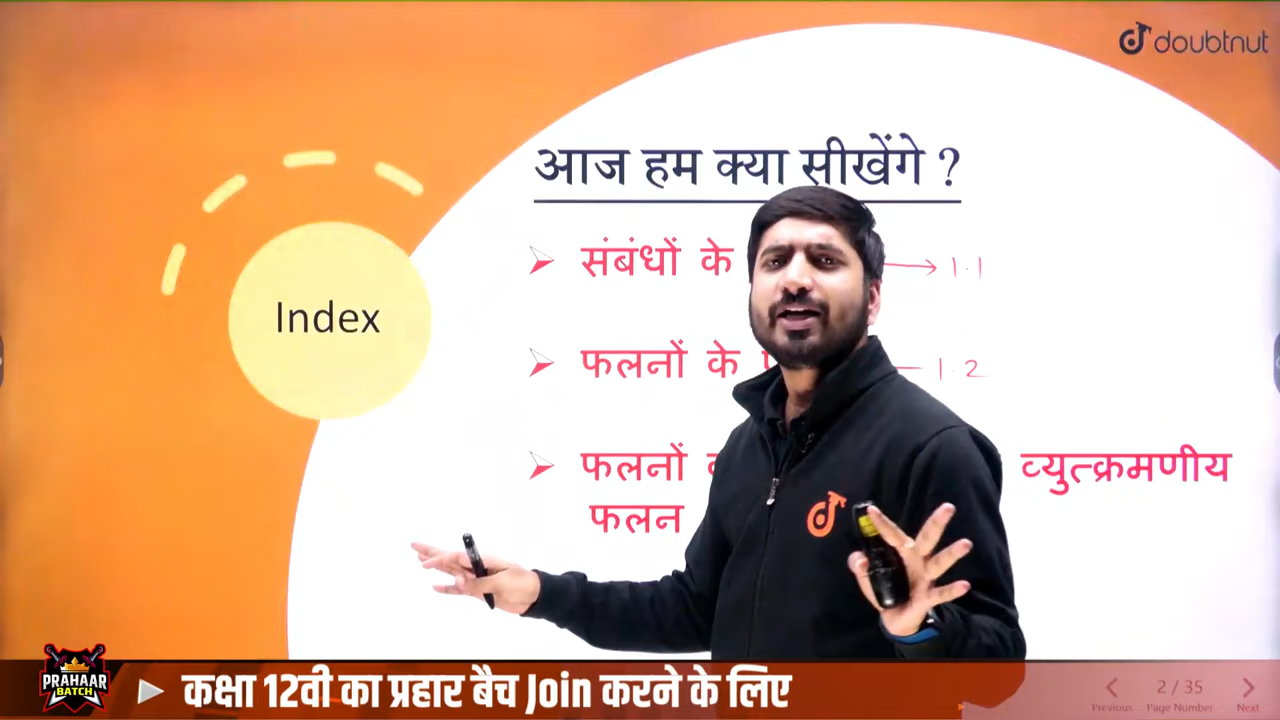 doubtnut
आज हम क्या सीखेंगे ?
संबंधों के 1.1
Index
फलनों के 1.2
फलनों व्युत्क्रमणीय
फलन
PRAHAAR
BATCH
कक्षा 12वी का प्रहार बैच Join करने के लिए
2 / 35
Previous Page Number Next